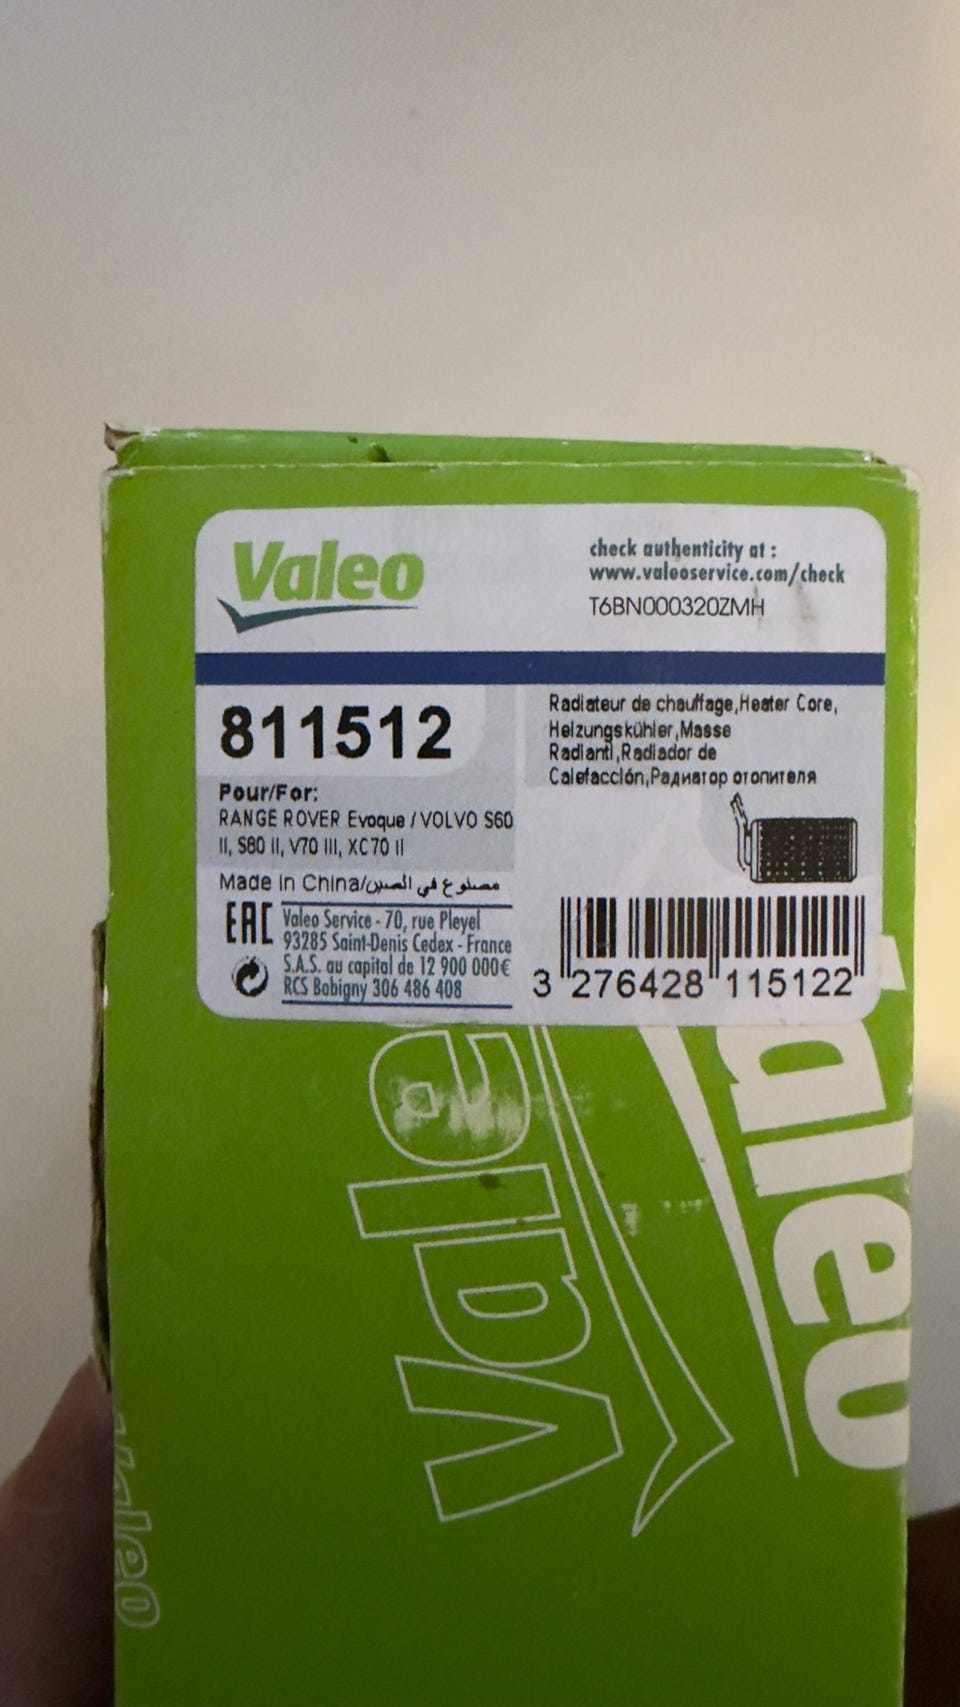 Valeo
check authenticity at :
www.valeoservice.com/check
T6BN000320ZMH
811512
Radiateur de chauffage,Heater Core,
Heizungskühler,Masse
Radianti,Radiador de
Calefacción,Радиатор отопителя
Pour/For:
RANGE ROVER Evoque / VOLVO S60
II, S80 II, V70 III, XC70 II
Made in China/مصنوع في الصين
EAC
Valeo Service - 70, rue Pleyel
93285 Saint-Denis Cedex - France
S.A.S. au capital de 12 900 000€
RCS Bobigny 306 486 408
3 276428 115122
Valeo
aleo
Valeo